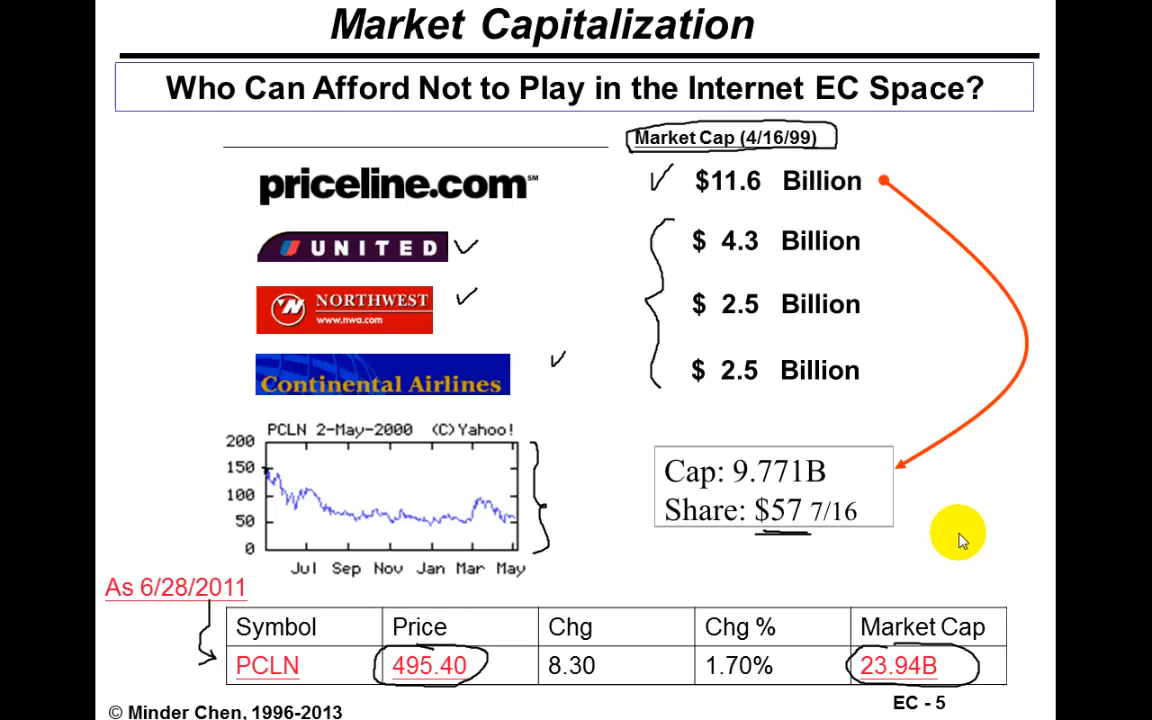 Market Capitalization
Who Can Afford Not to Play in the Internet EC Space?
Market Cap (4/16/99)
priceline.com℠ $11.6 Billion
UNITED $ 4.3 Billion
NORTHWEST $ 2.5 Billion
www.nwa.com
Continental Airlines $ 2.5 Billion
PCLN 2-May-2000 (C)Yahoo!
200
150
100
50
0
Jul Sep Nov Jan Mar May
Cap: 9.771B
Share: $57 7/16
As 6/28/2011
Symbol Price Chg Chg % Market Cap
PCLN 495.40 8.30 1.70% 23.94B
EC - 5
© Minder Chen, 1996-2013